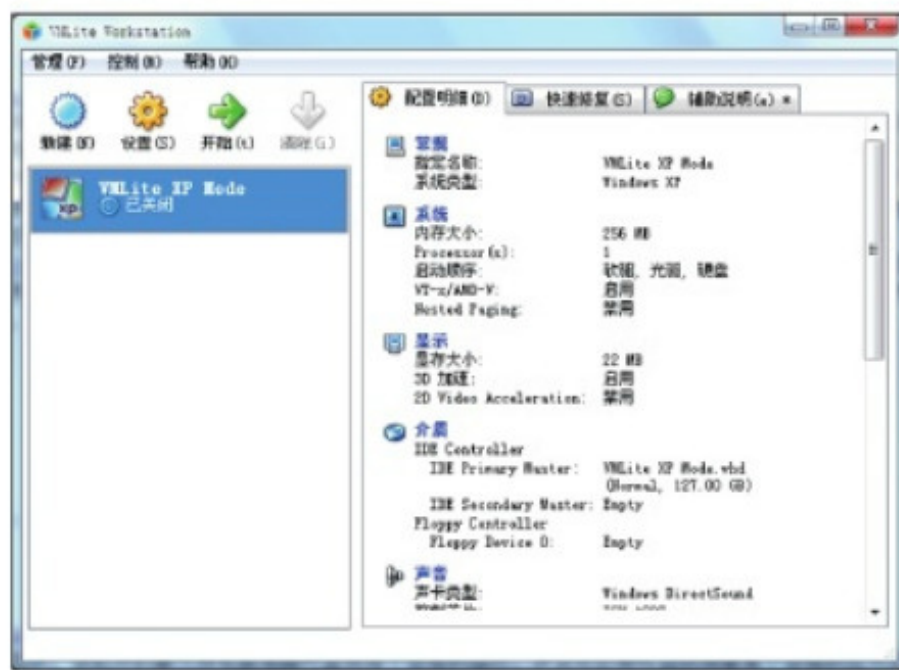 VMLite Workstation
管理(F) 控制(M) 帮助(H)
新建(N) 设置(S) 开始(t) 清除(G)
配置明细(D) 快速修复(S) 辅助说明(a) *
VMLite XP Mode
已关闭
常规
指定名称: VMLite XP Mode
系统类型: Windows XP
系统
内存大小: 256 MB
Processor(s): 1
启动顺序: 软驱, 光驱, 硬盘
VT-x/AMD-V: 启用
Nested Paging: 禁用
显示
显存大小: 22 MB
3D 加速: 启用
2D Video Acceleration: 禁用
介质
IDE Controller
IDE Primary Master: VMLite XP Mode.vhd
(Normal, 127.00 GB)
IDE Secondary Master: Empty
Floppy Controller
Floppy Device 0: Empty
声音
声卡类型: Windows DirectSound